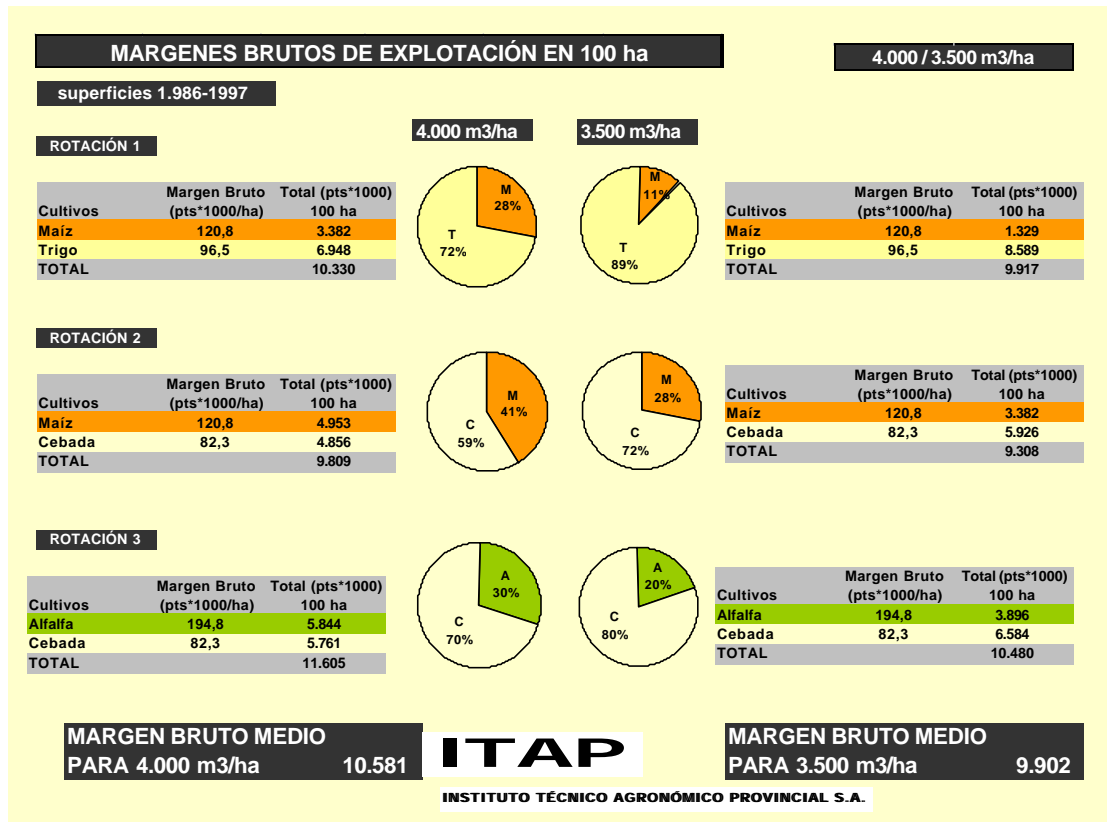 MARGENES BRUTOS DE EXPLOTACIÓN EN 100 ha
4.000 / 3.500 m3/ha
superficies 1.986-1997
4.000 m3/ha
3.500 m3/ha
ROTACIÓN 1
Margen Bruto Total (pts*1000)
Cultivos (pts*1000/ha) 100 ha
Maíz 120,8 3.382
Trigo 96,5 6.948
TOTAL 10.330
M
28%
T
72%
M
11%
T
89%
Margen Bruto Total (pts*1000)
Cultivos (pts*1000/ha) 100 ha
Maíz 120,8 1.329
Trigo 96,5 8.589
TOTAL 9.917
ROTACIÓN 2
Margen Bruto Total (pts*1000)
Cultivos (pts*1000/ha) 100 ha
Maíz 120,8 4.953
Cebada 82,3 4.856
TOTAL 9.809
M
41%
C
59%
M
28%
C
72%
Margen Bruto Total (pts*1000)
Cultivos (pts*1000/ha) 100 ha
Maíz 120,8 3.382
Cebada 82,3 5.926
TOTAL 9.308
ROTACIÓN 3
Margen Bruto Total (pts*1000)
Cultivos (pts*1000/ha) 100 ha
Alfalfa 194,8 5.844
Cebada 82,3 5.761
TOTAL 11.605
A
30%
C
70%
A
20%
C
80%
Margen Bruto Total (pts*1000)
Cultivos (pts*1000/ha) 100 ha
Alfalfa 194,8 3.896
Cebada 82,3 6.584
TOTAL 10.480
MARGEN BRUTO MEDIO
PARA 4.000 m3/ha 10.581
ITAP
INSTITUTO TÉCNICO AGRONÓMICO PROVINCIAL S.A.
MARGEN BRUTO MEDIO
PARA 3.500 m3/ha 9.902